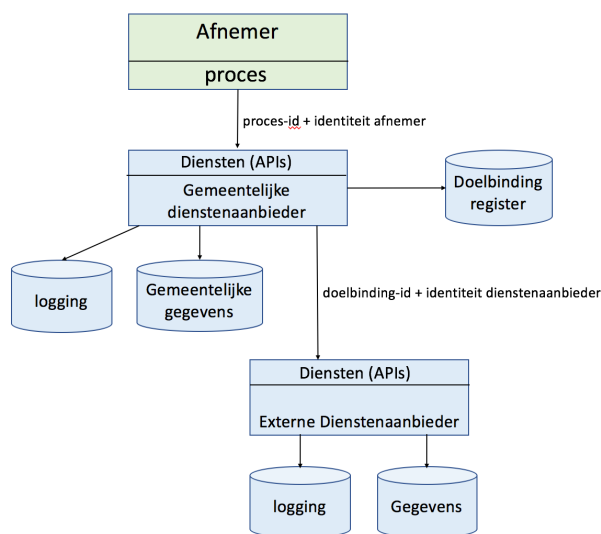 Afnemer
proces
proces-id + identiteit afnemer
Diensten (APIs)
Gemeentelijke
dienstenaanbieder
Doelbinding
register
logging
Gemeentelijke
gegevens
doelbinding-id + identiteit dienstenaanbieder
Diensten (APIs)
Externe Dienstenaanbieder
logging
Gegevens